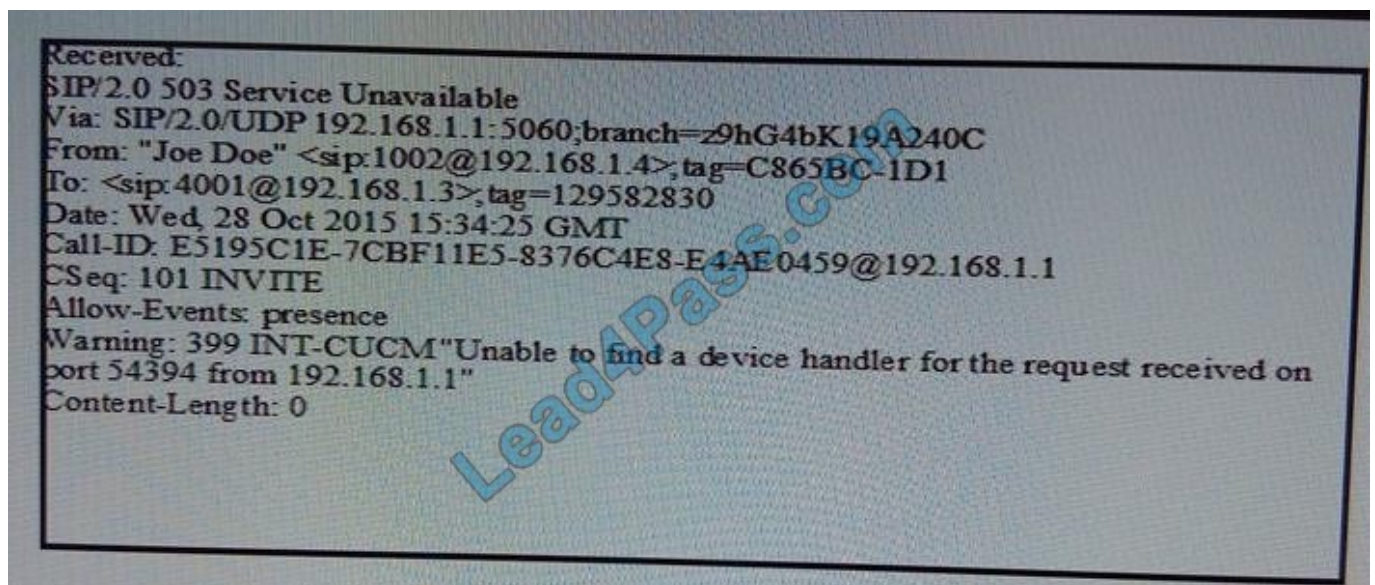 Received:
SIP/2.0 503 Service Unavailable
Via: SIP/2.0/UDP 192.168.1.1:5060;branch=z9hG4bK19A240C
From: "Joe Doe" <sip:1002@192.168.1.4>;tag=C865BC-1D1
To: <sip:4001@192.168.1.3>;tag=129582830
Date: Wed, 28 Oct 2015 15:34:25 GMT
Call-ID: E5195C1E-7CBF11E5-8376C4E8-E4AE0459@192.168.1.1
CSeq: 101 INVITE
Allow-Events: presence
Warning: 399 INT-CUCM"Unable to find a device handler for the request received on
port 54394 from 192.168.1.1"
Content-Length: 0
Lead4Pass.com